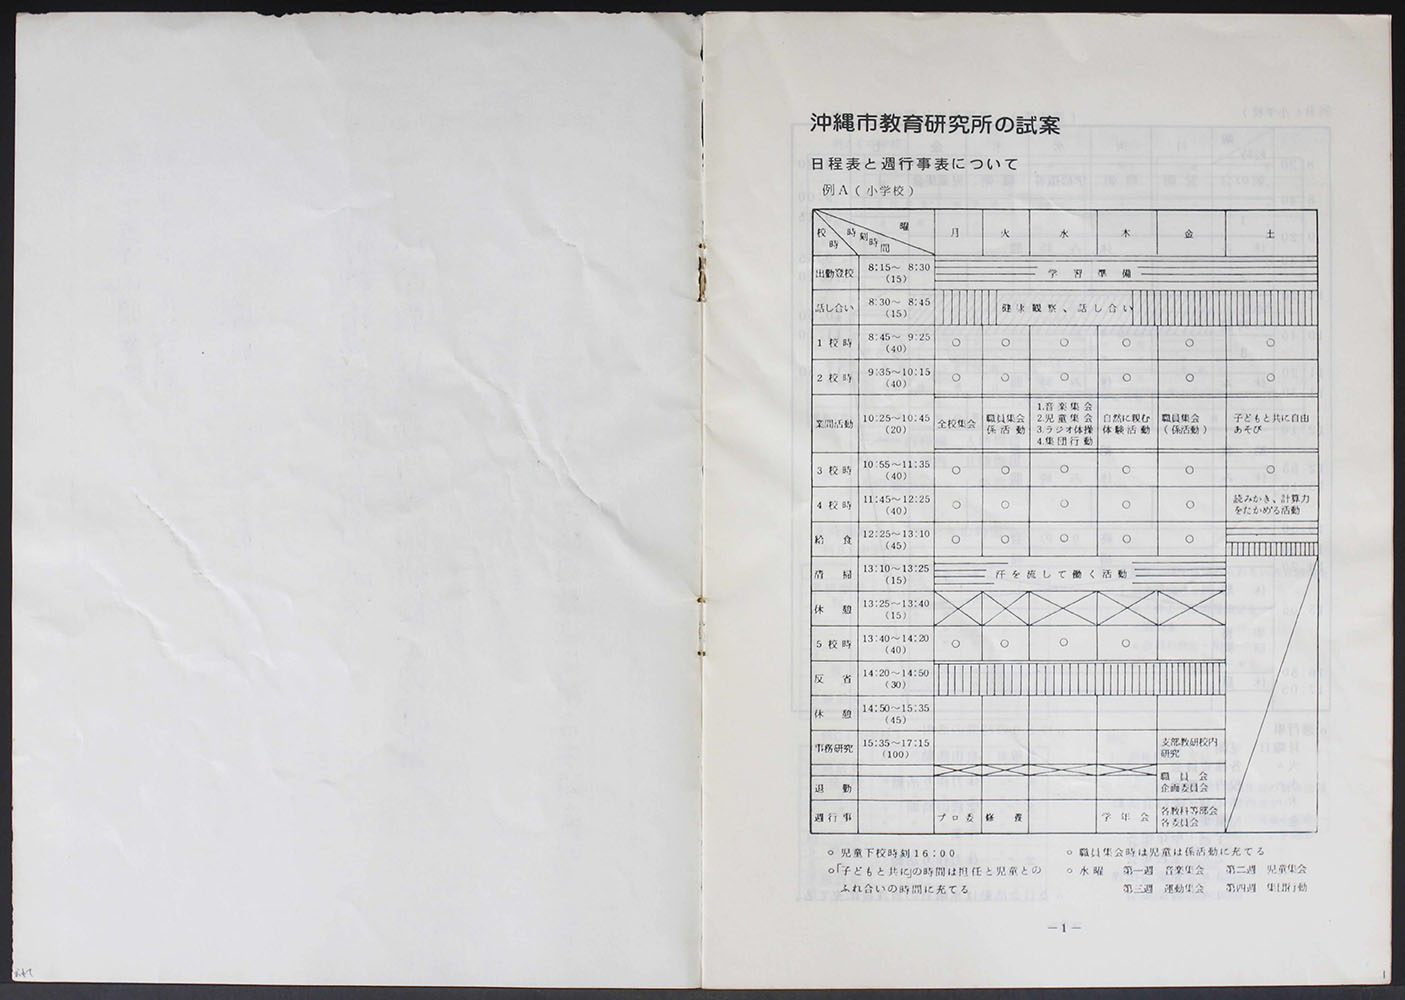 沖縄市教育研究所の試案
日程表と週行事表について
例A(小学校)
校時 時刻 時間 曜 月 火 水 木 金 土
出勤登校 8:15～8:30 (15) 学習準備
話し合い 8:30～8:45 (15) 健康観察、話し合い
1校時 8:45～9:25 (40) ○ ○ ○ ○ ○ ○
2校時 9:35～10:15 (40) ○ ○ ○ ○ ○ ○
業間活動 10:25～10:45 (20) 全校集会 職員集会 係活動 1.音楽集会 2.児童集会 3.ラジオ体操 4.集団行動 自然に親む体験活動 職員集会 (係活動) 子どもと共に自由あそび
3校時 10:55～11:35 (40) ○ ○ ○ ○ ○ ○
4校時 11:45～12:25 (40) ○ ○ ○ ○ ○ 読みかき、計算力をたかめる活動
給食 12:25～13:10 (45) ○ ○ ○ ○ ○
清掃 13:10～13:25 (15) 汗を流して働く活動
休憩 13:25～13:40 (15)
5校時 13:40～14:20 (40) ○ ○ ○ ○
反省 14:20～14:50 (30)
休憩 14:50～15:35 (45)
事務研究 15:35～17:15 (100) 支部教研校内研究
退勤 職員会 企画委員会
週行事 プロ委 修養 学年会 各教科等部会 各委員会
○ 児童下校時刻16:00
○「子どもと共に」の時間は担任と児童との
ふれ合いの時間に充てる
○ 職員集会時は児童は係活動に充てる
○ 水曜 第一週 音楽集会 第二週 児童集会
第三週 運動集会 第四週 集団行動
－1－
1